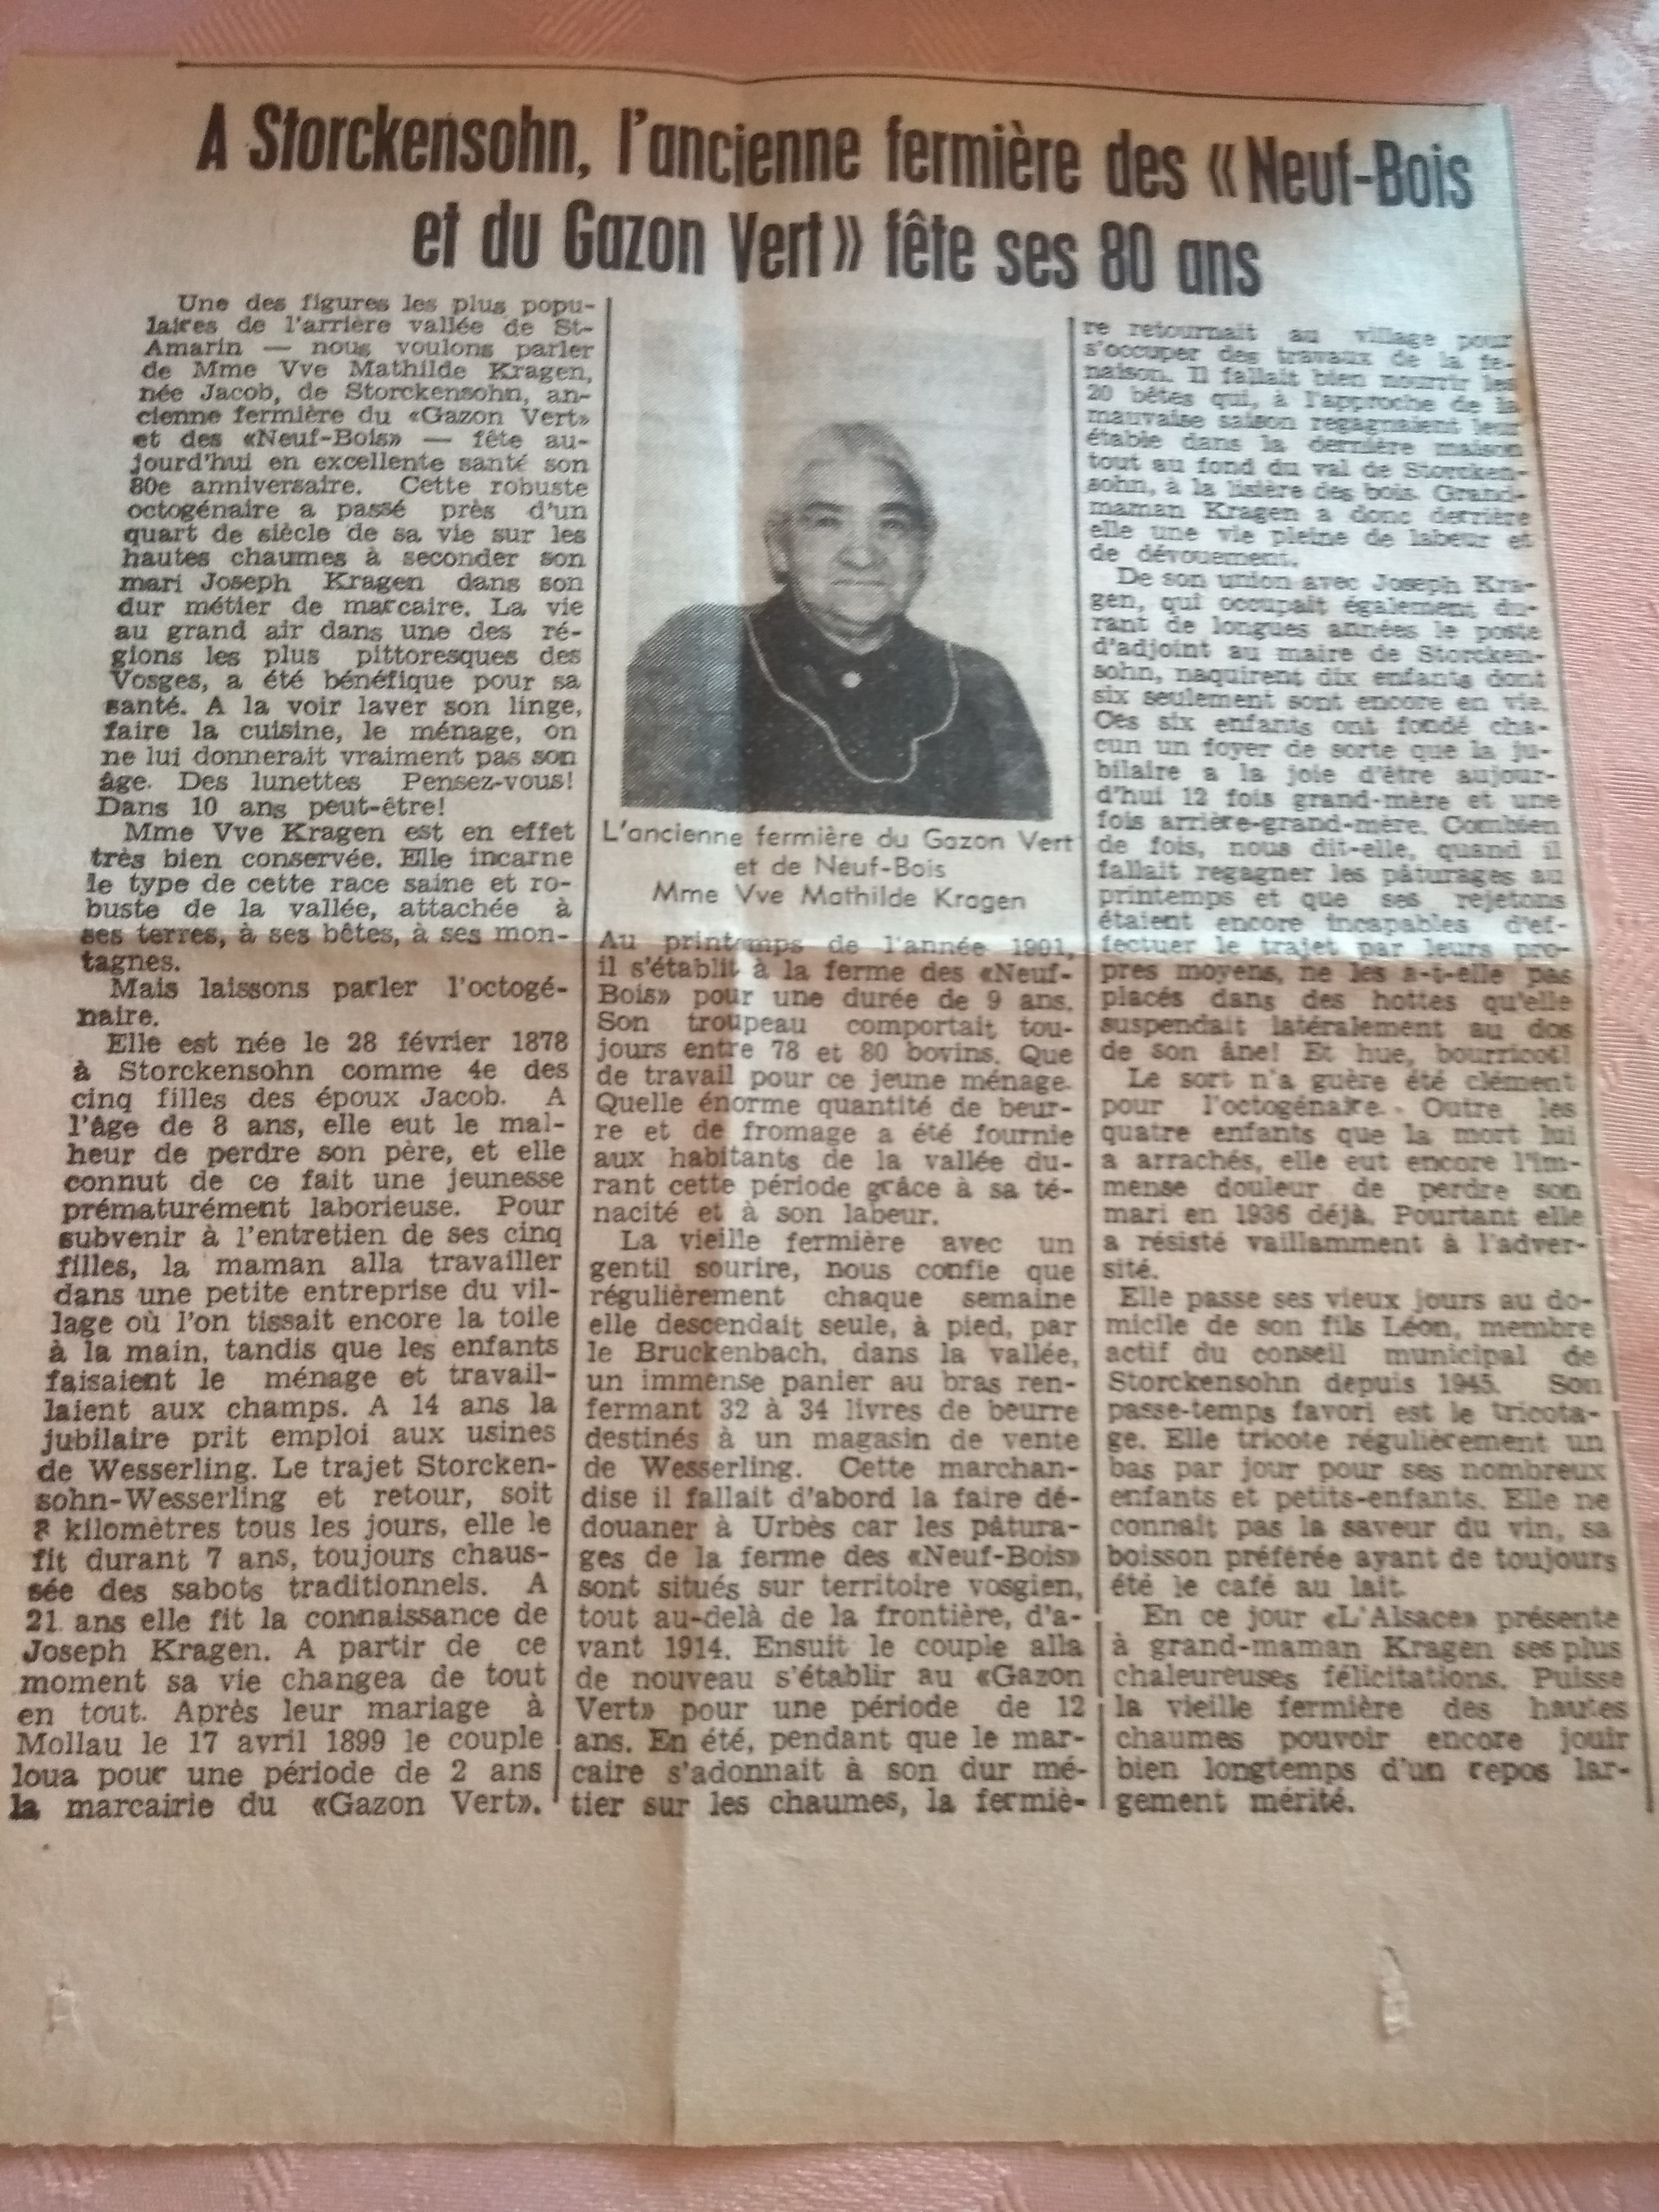 A Storckensohn, l'ancienne fermière des « Neuf-Bois
et du Gazon Vert » fête ses 80 ans
Une des figures les plus popu-
laires de l'arrière vallée de St-
Amarin — nous voulons parler
de Mme Vve Mathilde Kragen,
née Jacob, de Storckensohn, an-
cienne fermière du «Gazon Vert»
et des «Neuf-Bois» — fête au-
jourd'hui en excellente santé son
80e anniversaire. Cette robuste
octogénaire a passé près d'un
quart de siècle de sa vie sur les
hautes chaumes à seconder son
mari Joseph Kragen dans son
dur métier de marcaire. La vie
au grand air dans une des ré-
gions les plus pittoresques des
Vosges, a été bénéfique pour sa
santé. A la voir laver son linge,
faire la cuisine, le ménage, on
ne lui donnerait vraiment pas son
âge. Des lunettes Pensez-vous!
Dans 10 ans peut-être!
Mme Vve Kragen est en effet
très bien conservée. Elle incarne
le type de cette race saine et ro-
buste de la vallée, attachée à
ses terres, à ses bêtes, à ses mon-
tagnes.
Mais laissons parler l'octogé-
naire.
Elle est née le 28 février 1878
à Storckensohn comme 4e des
cinq filles des époux Jacob. A
l'âge de 8 ans, elle eut le mal-
heur de perdre son père, et elle
connut de ce fait une jeunesse
prématurément laborieuse. Pour
subvenir à l'entretien de ses cinq
filles, la maman alla travailler
dans une petite entreprise du vil-
lage où l'on tissait encore la toile
à la main, tandis que les enfants
faisaient le ménage et travail-
laient aux champs. A 14 ans la
jubilaire prit emploi aux usines
de Wesserling. Le trajet Storcken-
sohn-Wesserling et retour, soit
8 kilomètres tous les jours, elle le
fit durant 7 ans, toujours chaus-
sée des sabots traditionnels. A
21 ans elle fit la connaissance de
Joseph Kragen. A partir de ce
moment sa vie changea de tout
en tout. Après leur mariage à
Mollau le 17 avril 1899 le couple
loua pour une période de 2 ans
la marcairie du «Gazon Vert».
L'ancienne fermière du Gazon Vert
et de Neuf-Bois
Mme Vve Mathilde Kragen
Au printemps de l'année 1901,
il s'établit à la ferme des «Neuf-
Bois» pour une durée de 9 ans.
Son troupeau comportait tou-
jours entre 78 et 80 bovins. Que
de travail pour ce jeune ménage.
Quelle énorme quantité de beur-
re et de fromage a été fournie
aux habitants de la vallée du-
rant cette période grâce à sa té-
nacité et à son labeur.
La vieille fermière avec un
gentil sourire, nous confie que
régulièrement chaque semaine
elle descendait seule, à pied, par
le Bruckenbach, dans la vallée,
un immense panier au bras ren-
fermant 32 à 34 livres de beurre
destinés à un magasin de vente
de Wesserling. Cette marchan-
dise il fallait d'abord la faire dé-
douaner à Urbès car les pâtura-
ges de la ferme des «Neuf-Bois»
sont situés sur territoire vosgien,
tout au-delà de la frontière, d'a-
vant 1914. Ensuit le couple alla
de nouveau s'établir au «Gazon
Vert» pour une période de 12
ans. En été, pendant que le mar-
caire s'adonnait à son dur mé-
tier sur les chaumes, la fermiè-
re retournait au village pour
s'occuper des travaux de la fe-
naison. Il fallait bien nourrir les
20 bêtes qui, à l'approche de la
mauvaise saison regagnaient leur
étable dans la dernière maison
tout au fond du val de Storcken-
sohn, à la lisière des bois. Grand-
maman Kragen a donc derrière
elle une vie pleine de labeur et
de dévouement.
De son union avec Joseph Kra-
gen, qui occupait également du-
rant de longues années le poste
d'adjoint au maire de Storcken-
sohn, naquirent dix enfants dont
six seulement sont encore en vie.
Ces six enfants ont fondé cha-
cun un foyer de sorte que la ju-
bilaire a la joie d'être aujour-
d'hui 12 fois grand-mère et une
fois arrière-grand-mère. Combien
de fois, nous dit-elle, quand il
fallait regagner les pâturages au
printemps et que ses rejetons
étaient encore incapables d'ef-
fectuer le trajet par leurs pro-
pres moyens, ne les a-t-elle pas
placés dans des hottes qu'elle
suspendait latéralement au dos
de son âne! Et hue, bourricot!
Le sort n'a guère été clément
pour l'octogénaire. Outre les
quatre enfants que la mort lui
a arrachés, elle eut encore l'im-
mense douleur de perdre son
mari en 1936 déjà. Pourtant elle
a résisté vaillamment à l'adver-
sité.
Elle passe ses vieux jours au do-
micile de son fils Léon, membre
actif du conseil municipal de
Storckensohn depuis 1945. Son
passe-temps favori est le tricota-
ge. Elle tricote régulièrement un
bas par jour pour ses nombreux
enfants et petits-enfants. Elle ne
connaît pas la saveur du vin, sa
boisson préférée ayant de toujours
été le café au lait.
En ce jour «L'Alsace» présente
à grand-maman Kragen ses plus
chaleureuses félicitations. Puisse
la vieille fermière des hautes
chaumes pouvoir encore jouir
bien longtemps d'un repos lar-
gement mérité.